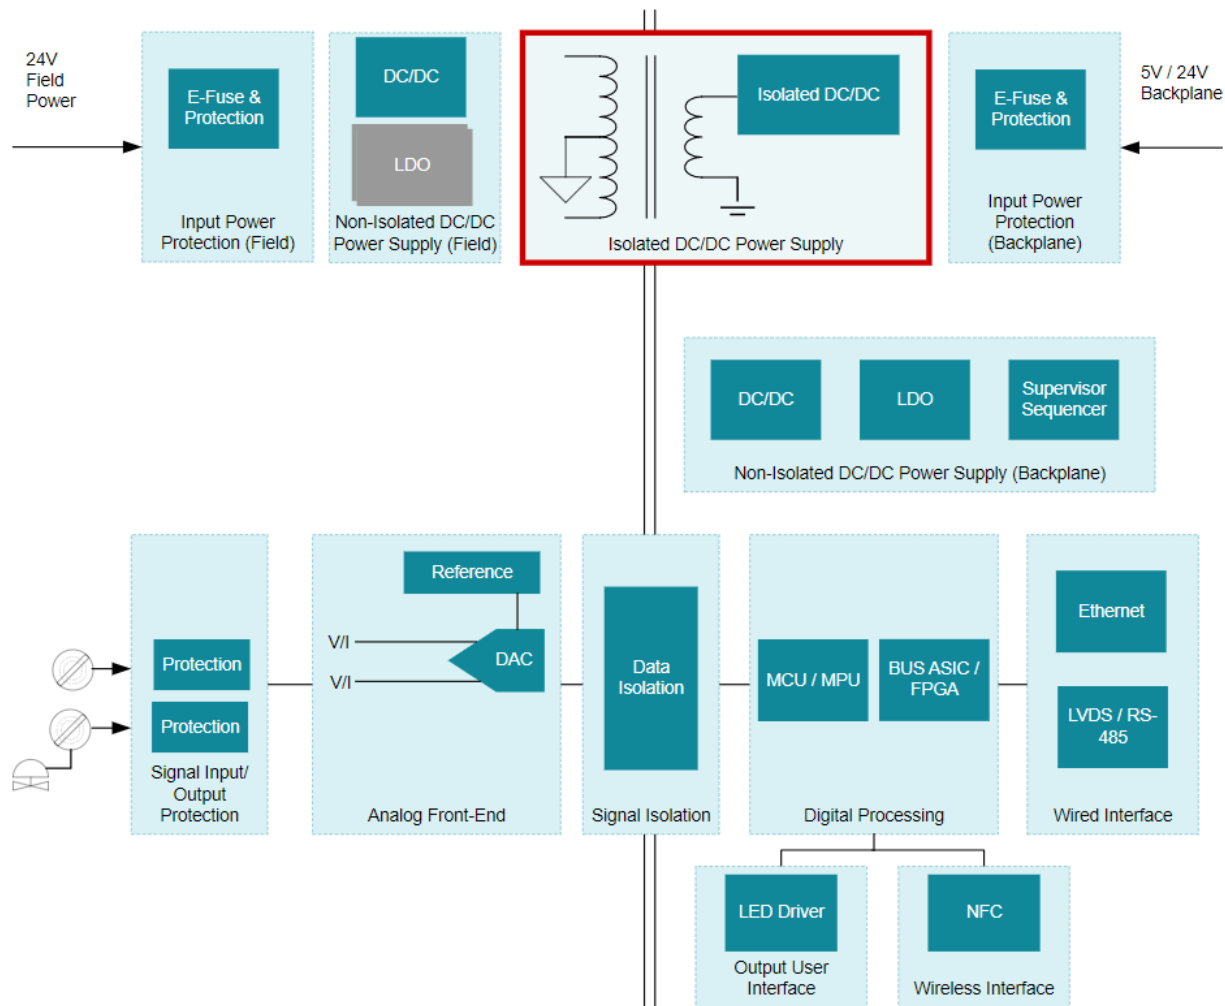 24V
Field
Power
E-Fuse &
Protection
Input Power
Protection (Field)
DC/DC
LDO
Non-Isolated DC/DC
Power Supply (Field)
Isolated DC/DC
Isolated DC/DC Power Supply
E-Fuse &
Protection
Input Power
Protection
(Backplane)
5V / 24V
Backplane
DC/DC
LDO
Supervisor
Sequencer
Non-Isolated DC/DC Power Supply (Backplane)
Protection
Protection
Signal Input/
Output
Protection
Reference
V/I
V/I
DAC
Analog Front-End
Data
Isolation
Signal Isolation
MCU / MPU
BUS ASIC /
FPGA
Digital Processing
Ethernet
LVDS / RS-
485
Wired Interface
LED Driver
Output User
Interface
NFC
Wireless Interface